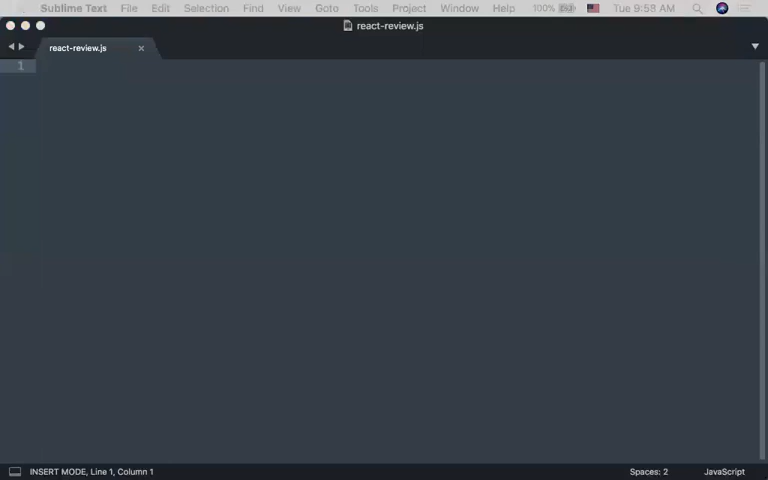 Sublime Text File Edit Selection Find View Goto Tools Project Window Help 100% Tue 9:58 AM
react-review.js
react-review.js ×
1
INSERT MODE, Line 1, Column 1 Spaces: 2 JavaScript